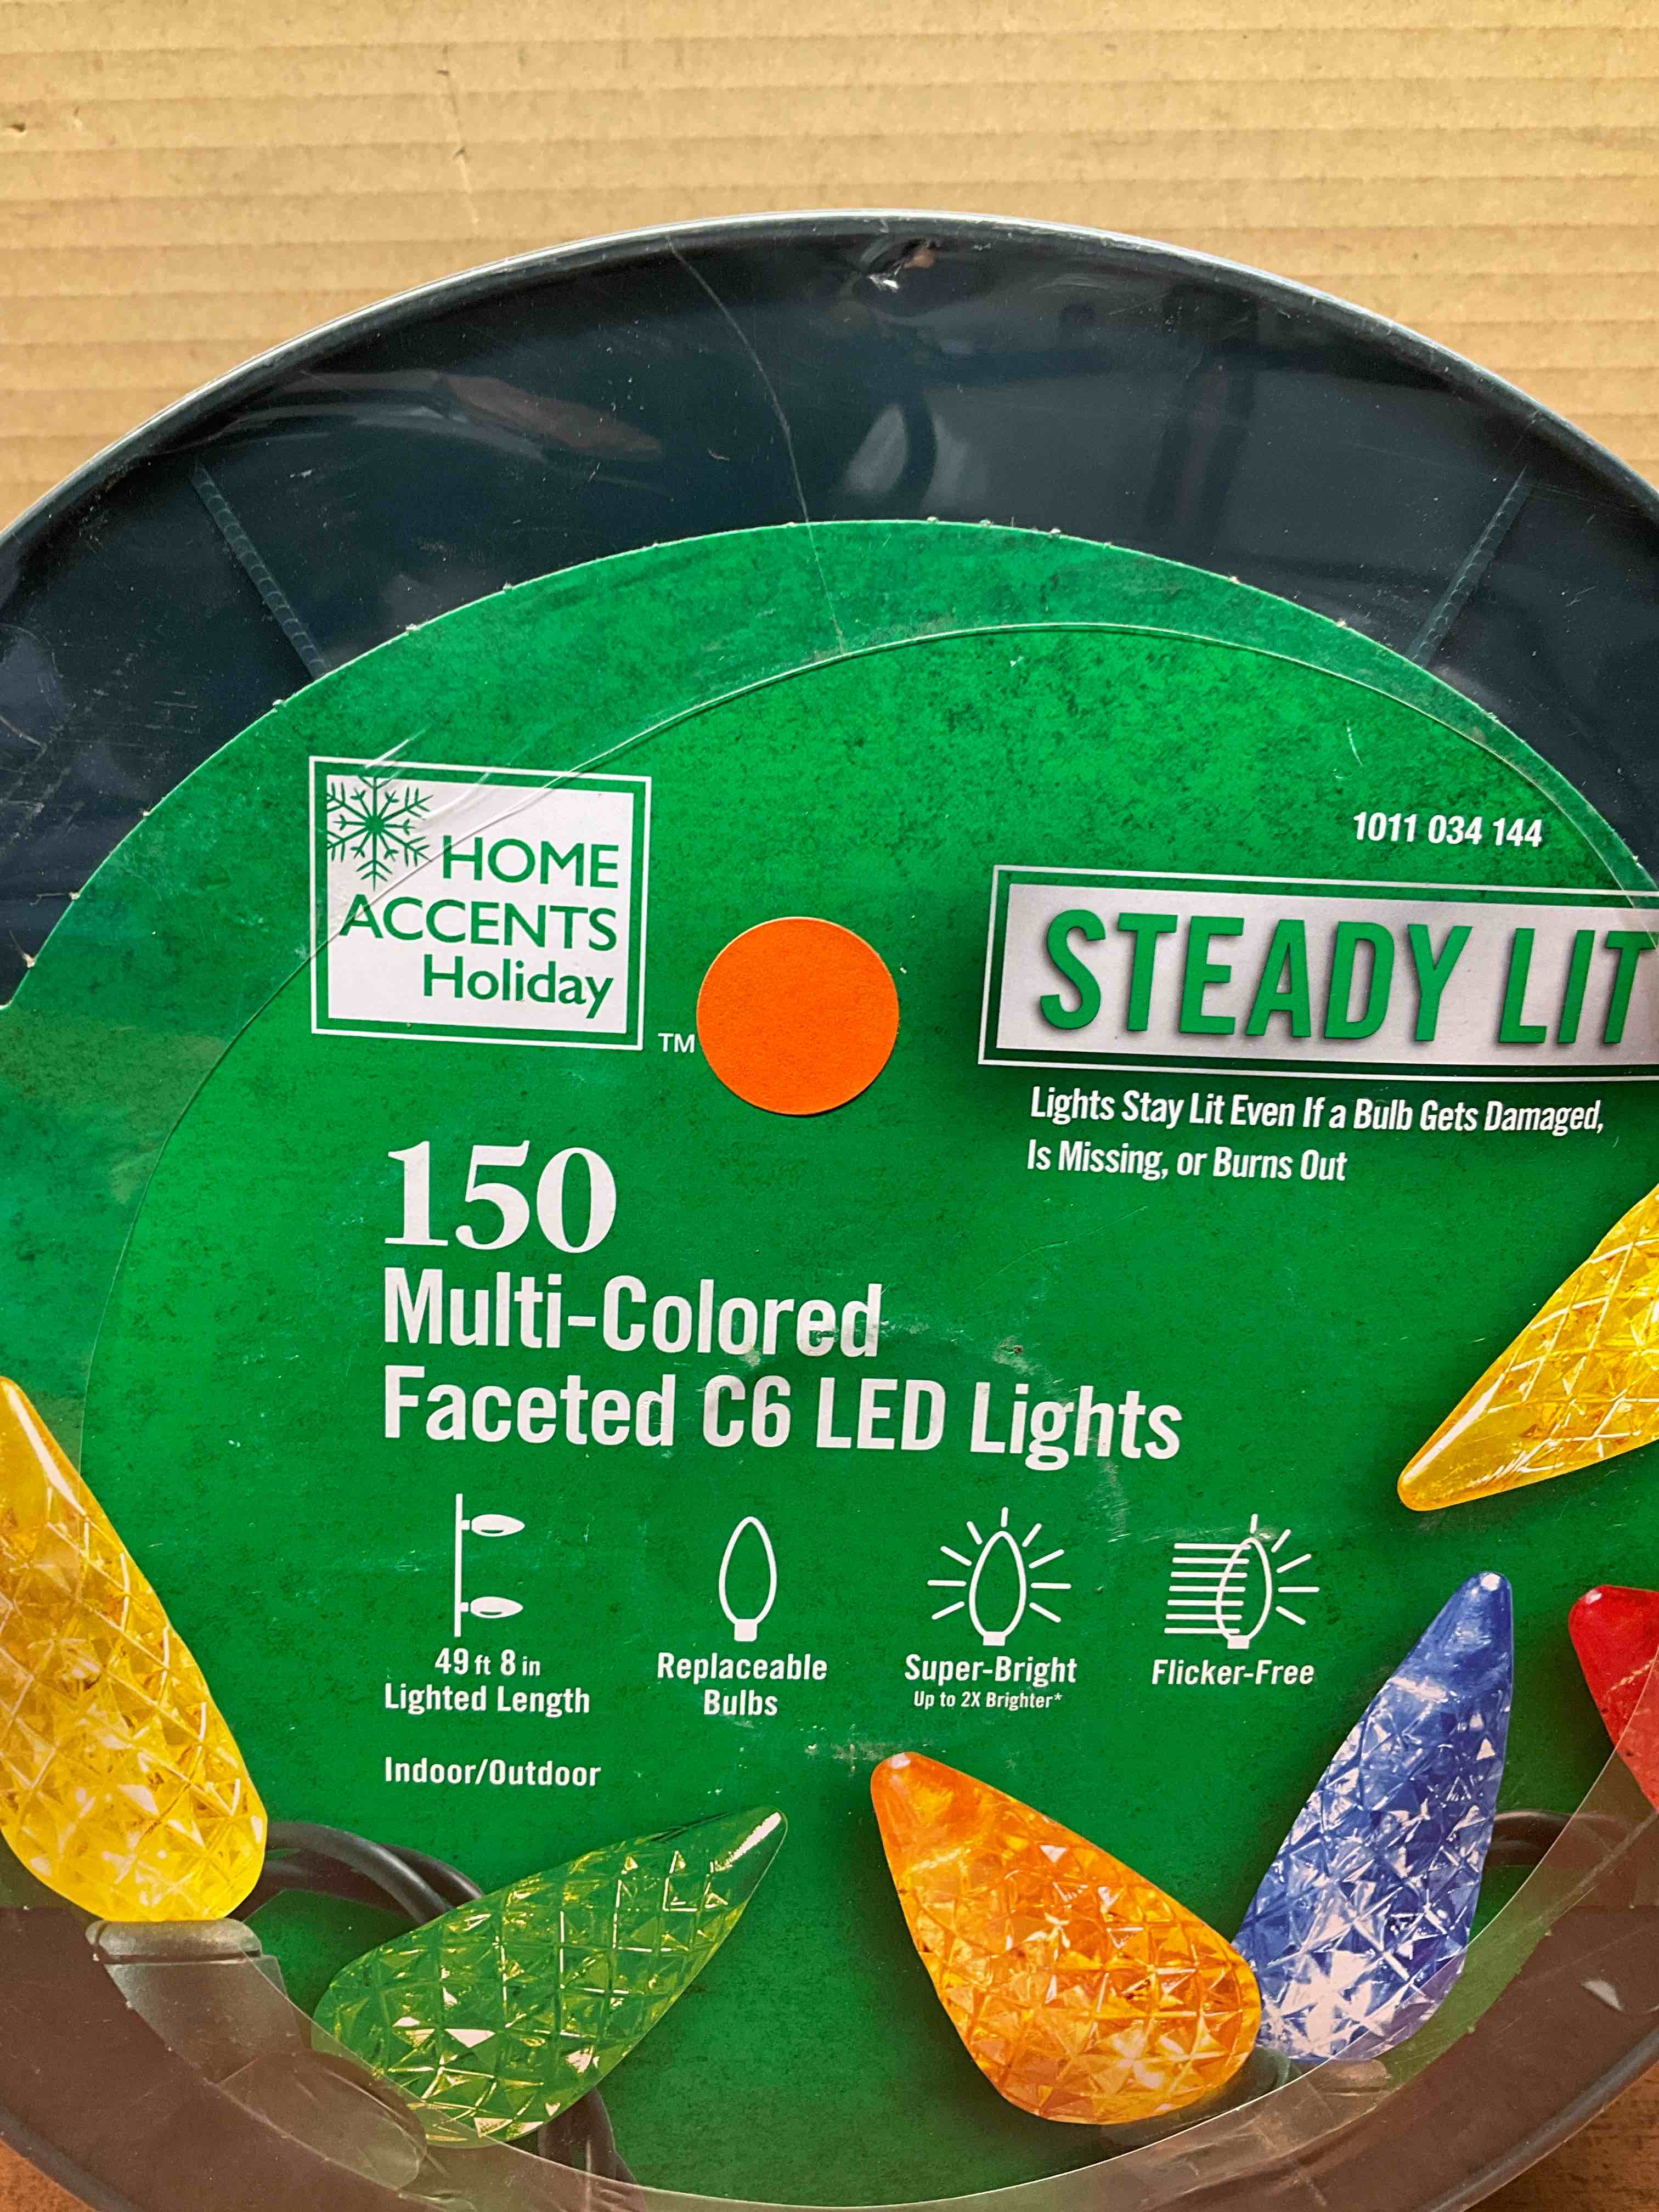 HOME
ACCENTS
Holiday
TM
1011 034 144
STEADY LIT
Lights Stay Lit Even If a Bulb Gets Damaged,
Is Missing, or Burns Out
150
Multi-Colored
Faceted C6 LED Lights
49 ft 8 in
Lighted Length
Replaceable
Bulbs
Super-Bright
Up to 2X Brighter*
Flicker-Free
Indoor/Outdoor